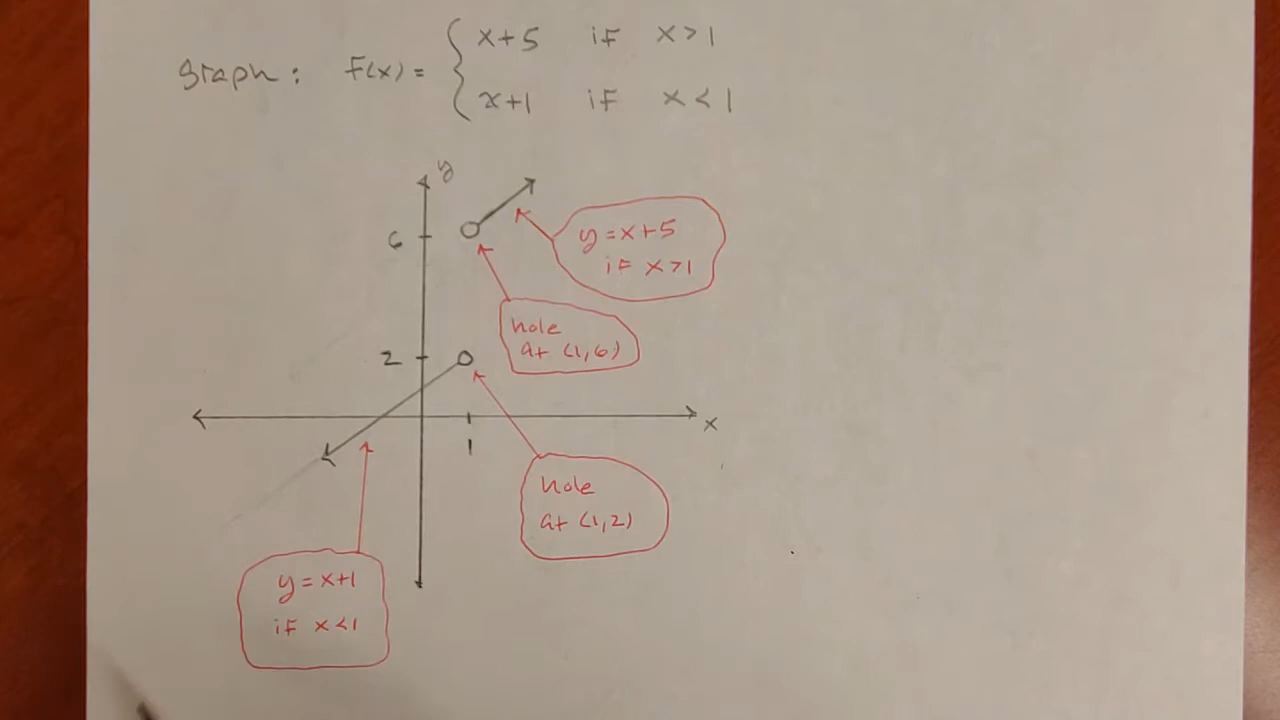 graph: f(x) = { x+5 if x>1
x+1 if x<1
y
6
y=x+5
if x>1
hole
at (1,6)
2
x
1
hole
at (1,2)
y=x+1
if x<1